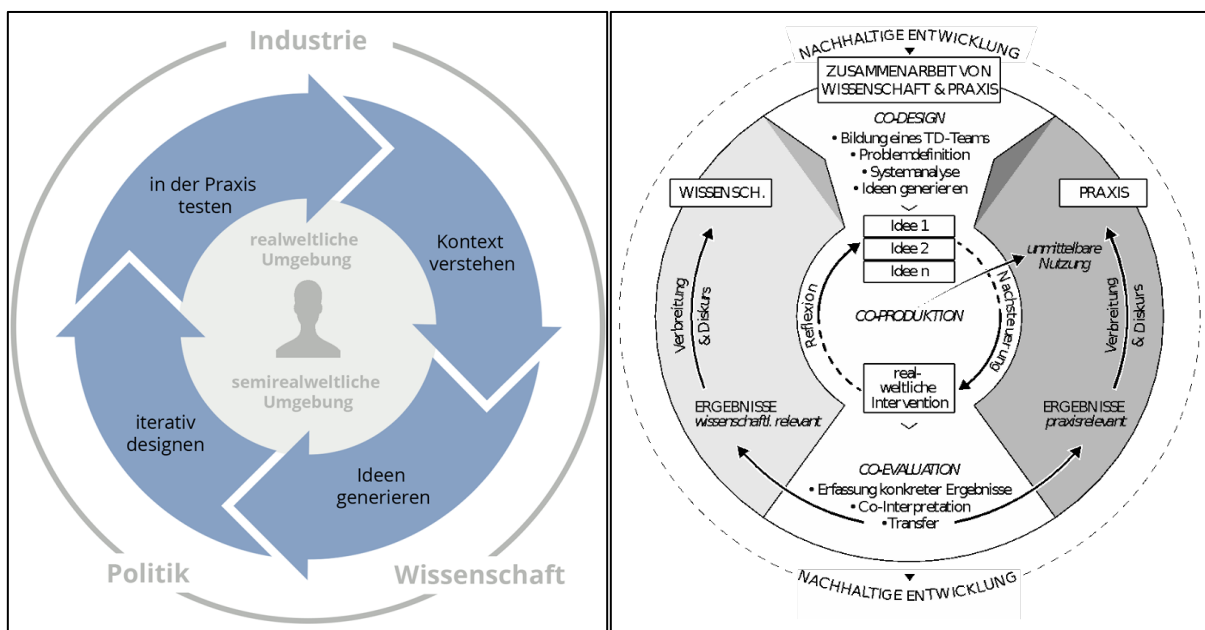 Industrie
in der Praxis
testen
realweltliche
Umgebung
Kontext
verstehen
semirealweltliche
Umgebung
iterativ
designen
Ideen
generieren
Politik
Wissenschaft
NACHHALTIGE ENTWICKLUNG
ZUSAMMENARBEIT VON
WISSENSCHAFT & PRAXIS
CO-DESIGN
• Bildung eines TD-Teams
• Problemdefinition
• Systemanalyse
• Ideen generieren
WISSENSCH.
PRAXIS
Idee 1
Idee 2
Idee n
unmittelbare
Nutzung
Verbreitung
& Diskurs
Reflexion
CO-PRODUKTION
Nachsteuerung
Verbreitung
& Diskurs
real-
weltliche
Intervention
ERGEBNISSE
wissenschaftl. relevant
ERGEBNISSE
praxisrelevant
CO-EVALUATION
• Erfassung konkreter Ergebnisse
• Co-Interpretation
• Transfer
NACHHALTIGE ENTWICKLUNG